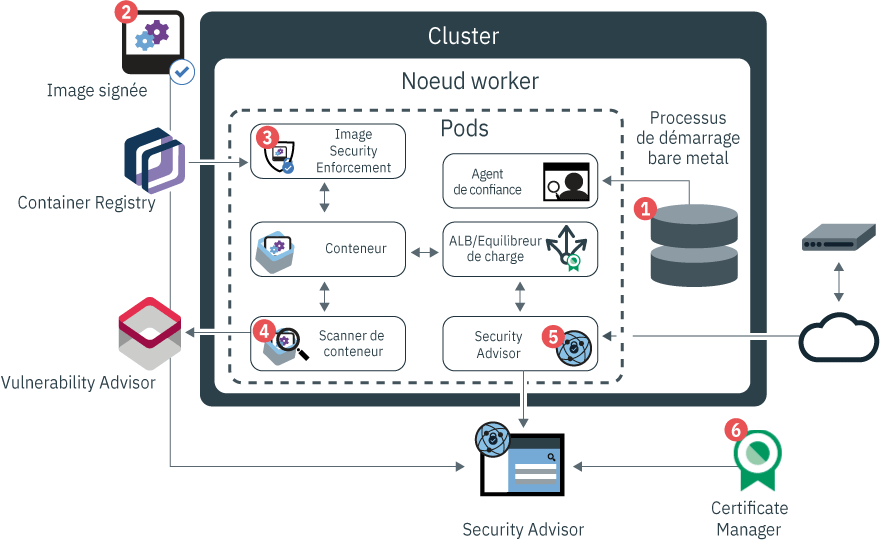 Cluster
2
Image signée
Noeud worker
Pods
Processus
de démarrage
bare metal
3
Image
Security
Enforcement
Agent
de confiance
1
Container Registry
Conteneur
ALB/Equilibreur
de charge
4
Scanner de
conteneur
Security
Advisor
5
Vulnerability Advisor
6
Security Advisor
Certificate
Manager